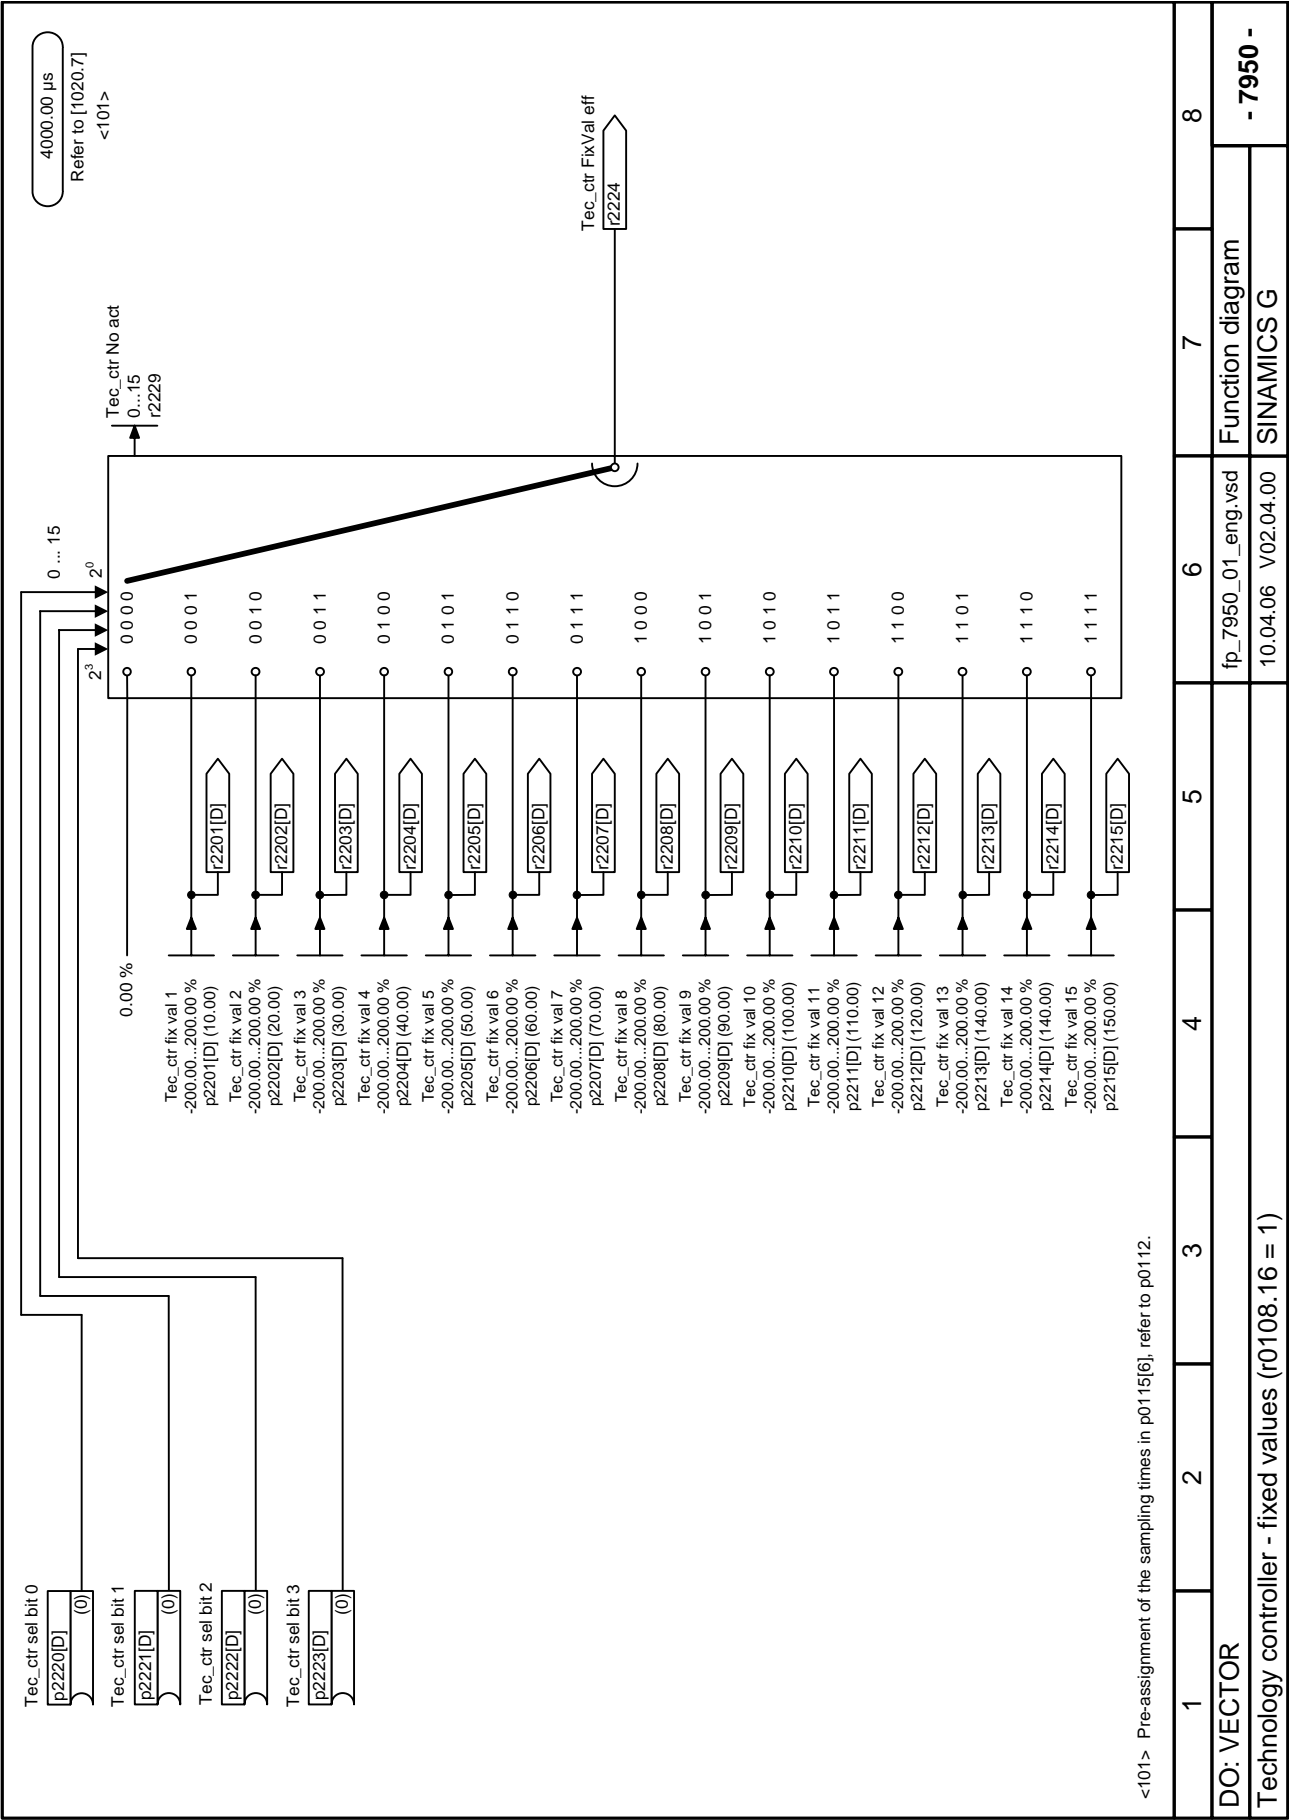 4000.00 µs
Refer to [1020.7]
<101>
Tec_ctr sel bit 0
p2220[D]
(0)
Tec_ctr sel bit 1
p2221[D]
(0)
Tec_ctr sel bit 2
p2222[D]
(0)
Tec_ctr sel bit 3
p2223[D]
(0)
0 ... 15
2³
2⁰
Tec_ctr No act
0...15
r2229
0.00 %
0 0 0 0
Tec_ctr fix val 1
-200.00...200.00 %
p2201[D] (10.00)
r2201[D]
0 0 0 1
Tec_ctr fix val 2
-200.00...200.00 %
p2202[D] (20.00)
r2202[D]
0 0 1 0
Tec_ctr fix val 3
-200.00...200.00 %
p2203[D] (30.00)
r2203[D]
0 0 1 1
Tec_ctr fix val 4
-200.00...200.00 %
p2204[D] (40.00)
r2204[D]
0 1 0 0
Tec_ctr fix val 5
-200.00...200.00 %
p2205[D] (50.00)
r2205[D]
0 1 0 1
Tec_ctr fix val 6
-200.00...200.00 %
p2206[D] (60.00)
r2206[D]
0 1 1 0
Tec_ctr fix val 7
-200.00...200.00 %
p2207[D] (70.00)
r2207[D]
0 1 1 1
Tec_ctr fix val 8
-200.00...200.00 %
p2208[D] (80.00)
r2208[D]
1 0 0 0
Tec_ctr fix val 9
-200.00...200.00 %
p2209[D] (90.00)
r2209[D]
1 0 0 1
Tec_ctr fix val 10
-200.00...200.00 %
p2210[D] (100.00)
r2210[D]
1 0 1 0
Tec_ctr fix val 11
-200.00...200.00 %
p2211[D] (110.00)
r2211[D]
1 0 1 1
Tec_ctr fix val 12
-200.00...200.00 %
p2212[D] (120.00)
r2212[D]
1 1 0 0
Tec_ctr fix val 13
-200.00...200.00 %
p2213[D] (140.00)
r2213[D]
1 1 0 1
Tec_ctr fix val 14
-200.00...200.00 %
p2214[D] (140.00)
r2214[D]
1 1 1 0
Tec_ctr fix val 15
-200.00...200.00 %
p2215[D] (150.00)
r2215[D]
1 1 1 1
Tec_ctr FixVal eff
r2224
<101> Pre-assignment of the sampling times in p0115[6], refer to p0112.
1 2 3 4 5 6 7 8
DO: VECTOR
fp_7950_01_eng.vsd
Function diagram
- 7950 -
Technology controller - fixed values (r0108.16 = 1)
10.04.06 V02.04.00
SINAMICS G